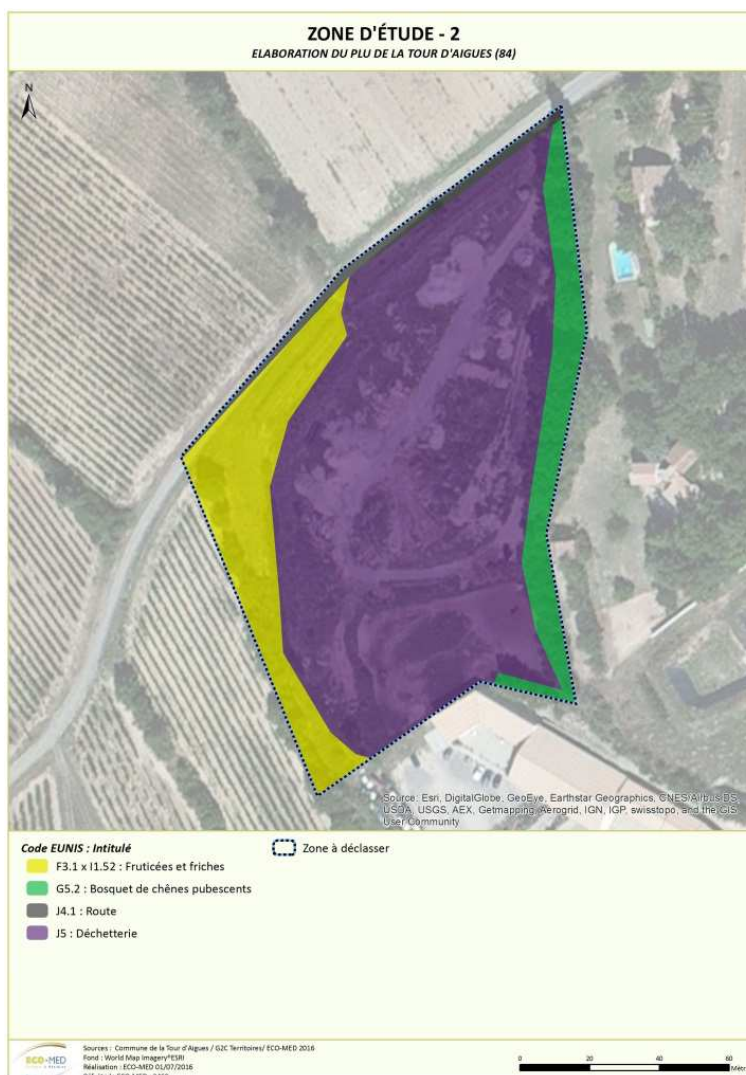 ZONE D'ÉTUDE - 2
ELABORATION DU PLU DE LA TOUR D'AIGUES (84)
N
Source: Esri, DigitalGlobe, GeoEye, Earthstar Geographics, CNES/Airbus DS,
USDA, USGS, AEX, Getmapping, Aerogrid, IGN, IGP, swisstopo, and the GIS
User Community
Code EUNIS : Intitulé
Zone à déclasser
F3.1 x I1.52 : Fruticées et friches
G5.2 : Bosquet de chênes pubescents
J4.1 : Route
J5 : Déchetterie
ECO-MED
Sources : Commune de la Tour d'Aigues / G2C Territoires/ ECO-MED 2016
Fond : World Map Imagery®ESRI
Réalisation : ECO-MED 01/07/2016
0 20 40 60